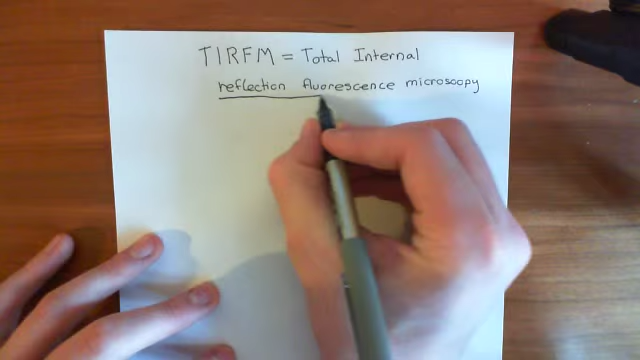 TIRFM = Total Internal
reflection fluorescence microscopy